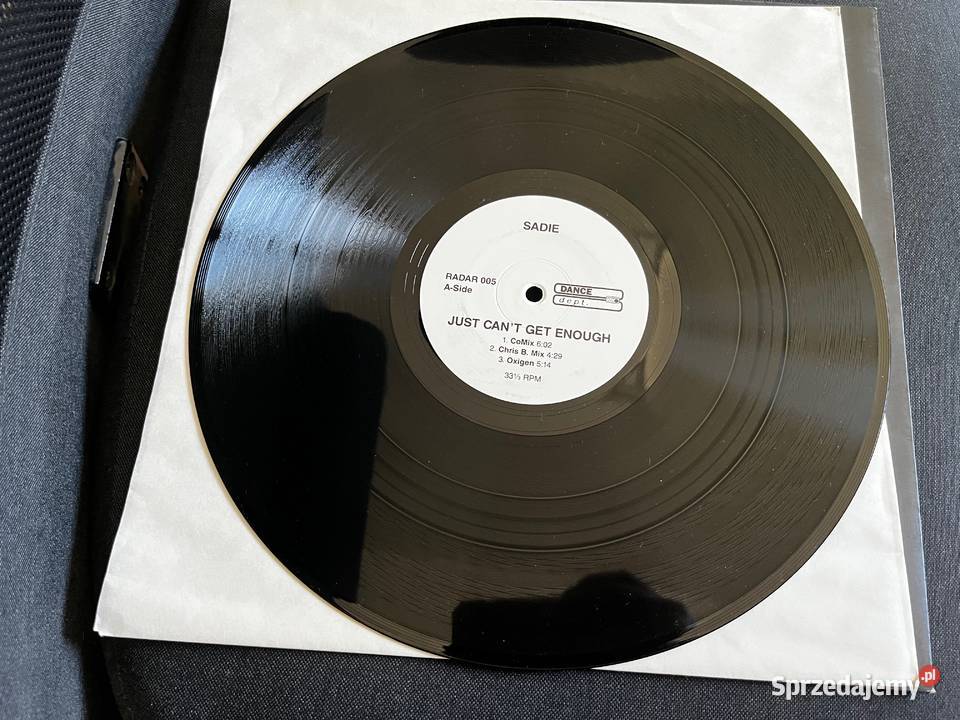 SADIE
RADAR 005
A-Side
DANCE
dept.
JUST CAN'T GET ENOUGH
1. CoMix 6:02
2. Chris B. Mix 4:29
3. Oxigen 5:14
33⅓ RPM
Sprzedajemy.pl